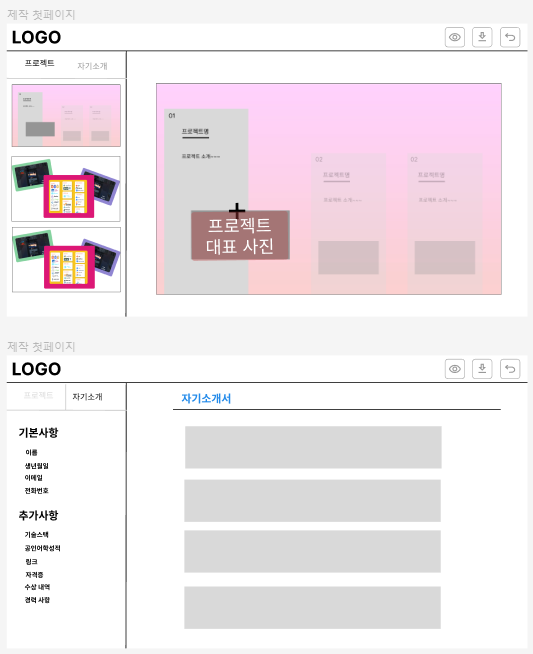 제작 첫페이지
LOGO
프로젝트
자기소개
01
프로젝트명
프로젝트 소개~~~
프로젝트
대표 사진
02
프로젝트명
프로젝트 소개~~~
02
프로젝트명
프로젝트 소개~~~
제작 첫페이지
LOGO
프로젝트
자기소개
기본사항
이름
생년월일
이메일
전화번호
추가사항
기술스택
공인어학성적
링크
자격증
수상 내역
경력 사항
자기소개서